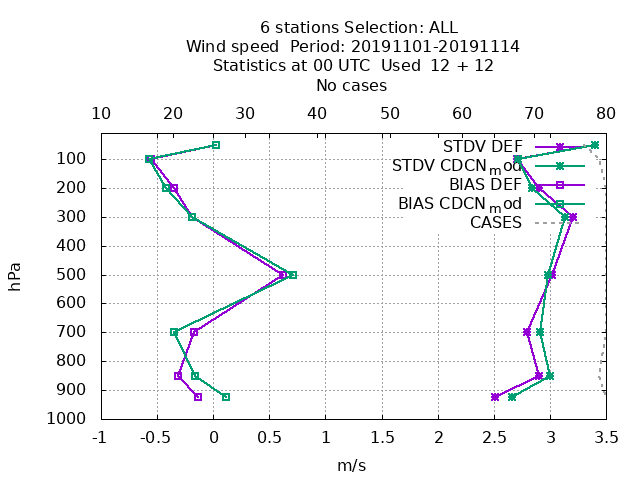 6 stations Selection: ALL
Wind speed  Period: 20191101-20191114
Statistics at 00 UTC  Used  12 + 12
No cases
10 20 30 40 50 60 70 80
STDV DEF
STDV CDCNmod
BIAS DEF
BIAS CDCNmod
CASES
hPa
100
200
300
400
500
600
700
800
900
1000
-1 -0.5 0 0.5 1 1.5 2 2.5 3 3.5
m/s